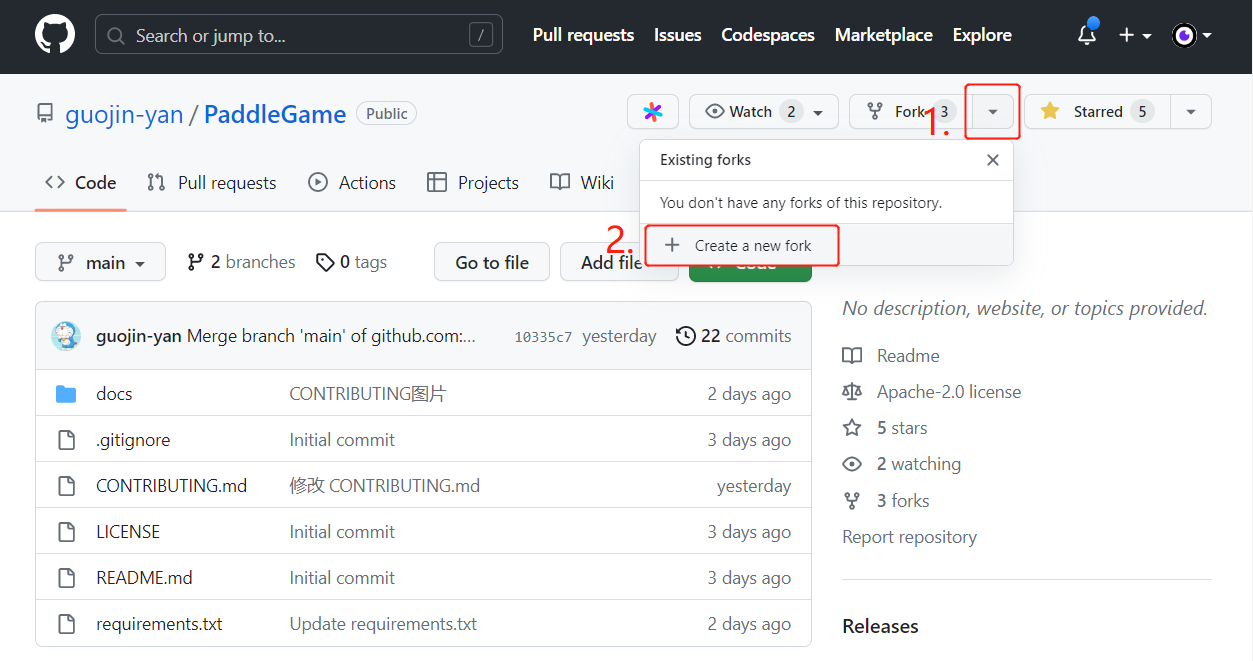 Search or jump to... / Pull requests Issues Codespaces Marketplace Explore
guojin-yan / PaddleGame Public Watch 2 Fork 3 Starred 5
1.
Existing forks
Code Pull requests Actions Projects Wiki
You don't have any forks of this repository.
2. Create a new fork
main 2 branches 0 tags Go to file Add file Code
No description, website, or topics provided.
guojin-yan Merge branch 'main' of github.com:... 10335c7 yesterday 22 commits
Readme
docs CONTRIBUTING图片 2 days ago
Apache-2.0 license
5 stars
.gitignore Initial commit 3 days ago
2 watching
CONTRIBUTING.md 修改 CONTRIBUTING.md yesterday
3 forks
LICENSE Initial commit 3 days ago
Report repository
README.md Initial commit 3 days ago
requirements.txt Update requirements.txt 2 days ago
Releases